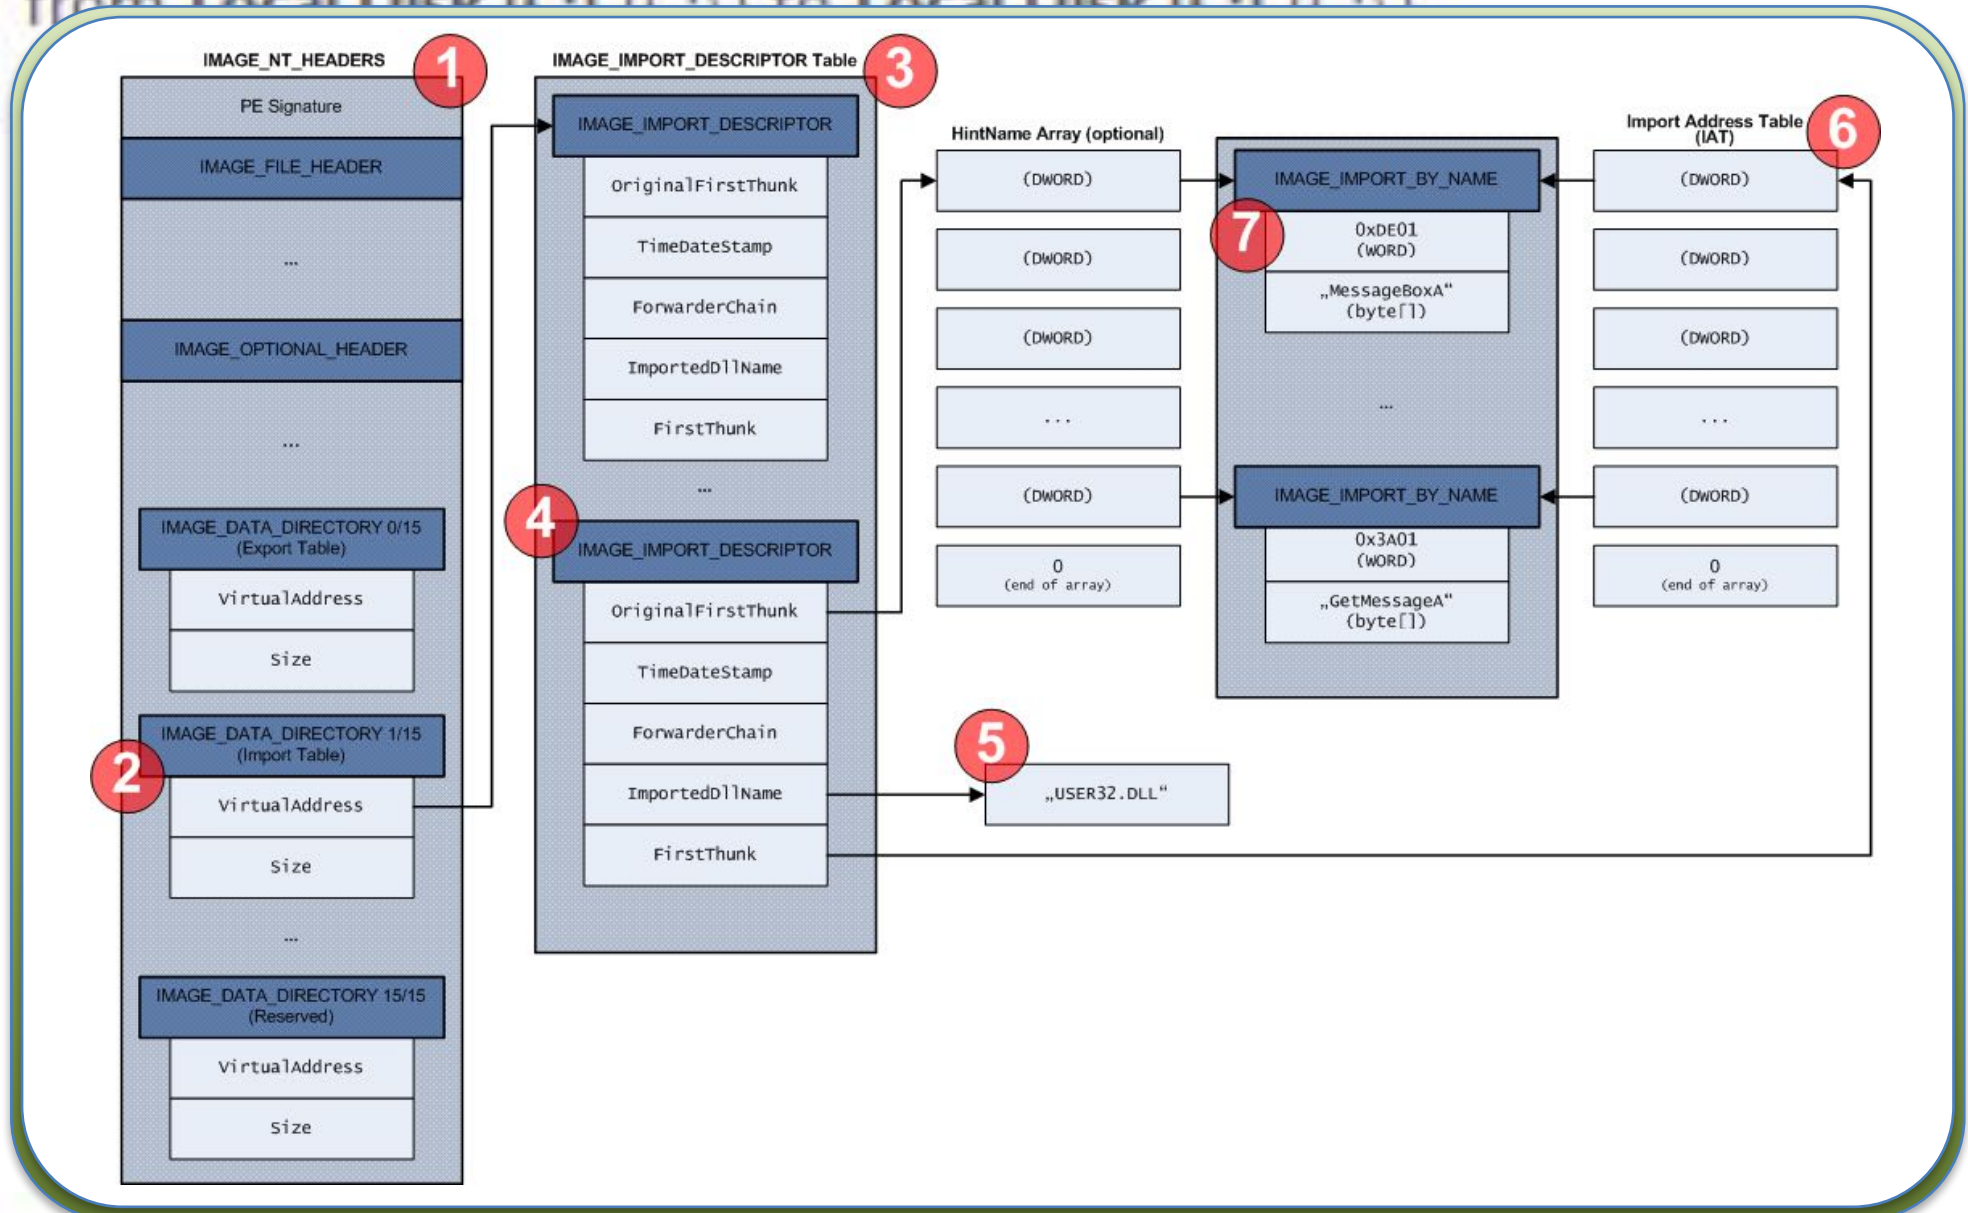 IMAGE_NT_HEADERS
1
PE Signature
IMAGE_FILE_HEADER
...
IMAGE_OPTIONAL_HEADER
...
IMAGE_DATA_DIRECTORY 0/15
(Export Table)
VirtualAddress
Size
IMAGE_DATA_DIRECTORY 1/15
(Import Table)
2
VirtualAddress
Size
...
IMAGE_DATA_DIRECTORY 15/15
(Reserved)
VirtualAddress
Size
IMAGE_IMPORT_DESCRIPTOR Table
3
IMAGE_IMPORT_DESCRIPTOR
OriginalFirstThunk
TimeDateStamp
ForwarderChain
ImportedDllName
FirstThunk
...
4
IMAGE_IMPORT_DESCRIPTOR
OriginalFirstThunk
TimeDateStamp
ForwarderChain
ImportedDllName
FirstThunk
HintName Array (optional)
(DWORD)
(DWORD)
(DWORD)
...
(DWORD)
0
(end of array)
5
„USER32.DLL“
IMAGE_IMPORT_BY_NAME
7
0xDE01
(WORD)
„MessageBoxA“
(byte[])
...
IMAGE_IMPORT_BY_NAME
0x3A01
(WORD)
„GetMessageA“
(byte[])
Import Address Table
(IAT)
6
(DWORD)
(DWORD)
(DWORD)
...
(DWORD)
0
(end of array)